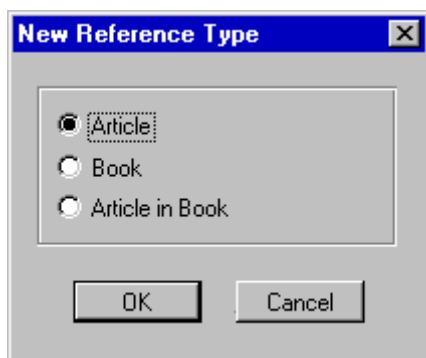 New Reference Type
Article
Book
Article in Book
OK Cancel